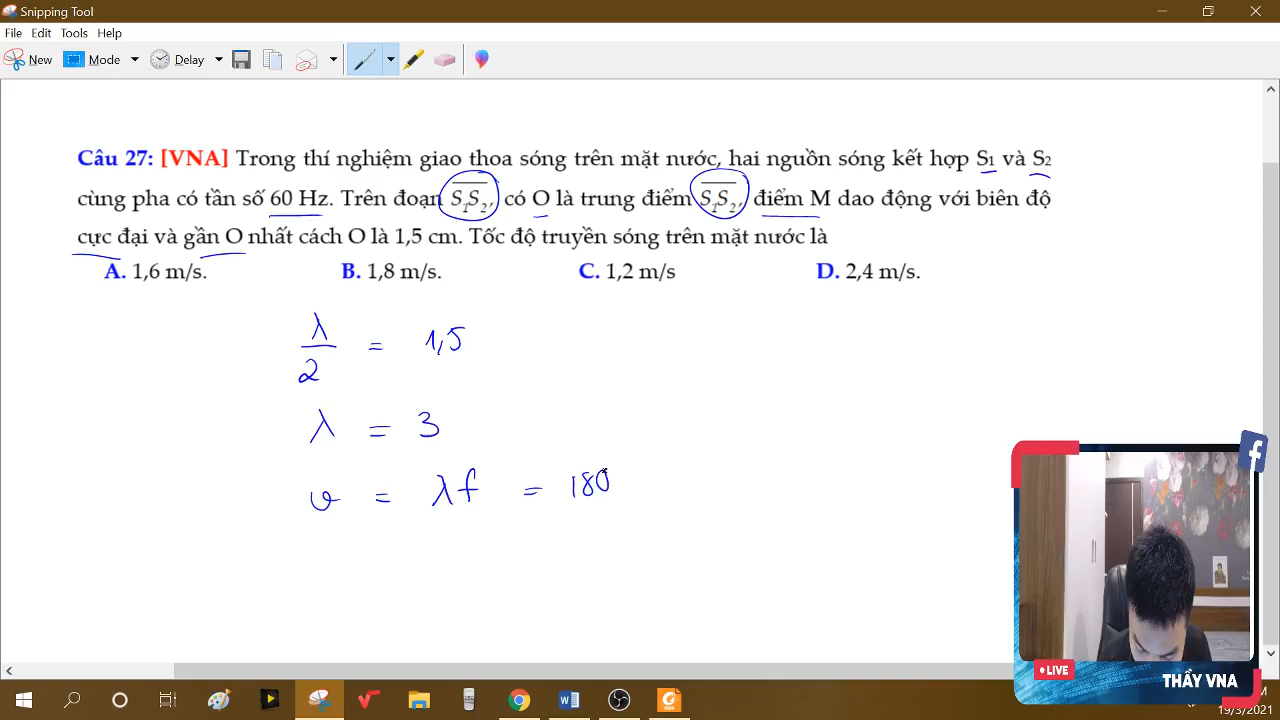 Snipping Tool
File Edit Tools Help
New Mode Delay
Câu 27: [VNA] Trong thí nghiệm giao thoa sóng trên mặt nước, hai nguồn sóng kết hợp S1 và S2
cùng pha có tần số 60 Hz. Trên đoạn S1S2, có O là trung điểm S1S2, điểm M dao động với biên độ
cực đại và gần O nhất cách O là 1,5 cm. Tốc độ truyền sóng trên mặt nước là
A. 1,6 m/s. B. 1,8 m/s. C. 1,2 m/s D. 2,4 m/s.
λ/2 = 1,5
λ = 3
v = λf = 180
LIVE
THẦY VNA
19/3/2021